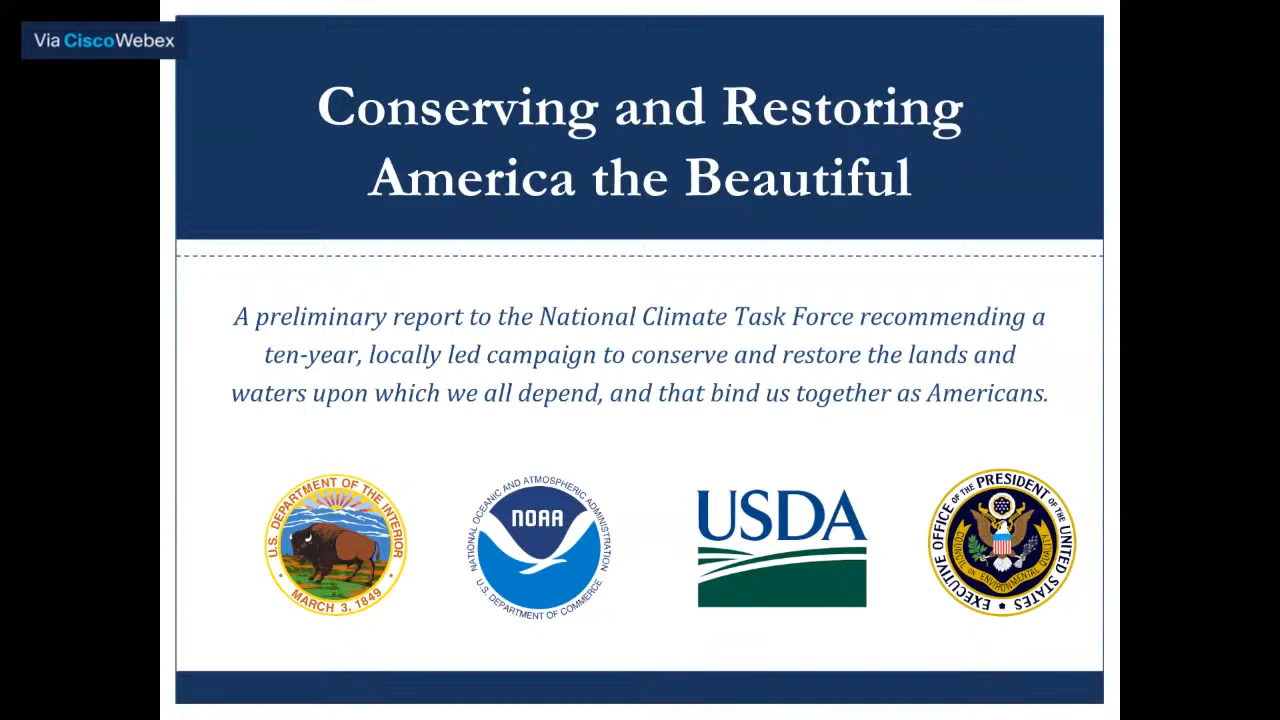 Via CiscoWebex
Conserving and Restoring
America the Beautiful
A preliminary report to the National Climate Task Force recommending a
ten-year, locally led campaign to conserve and restore the lands and
waters upon which we all depend, and that bind us together as Americans.
U.S. DEPARTMENT OF THE INTERIOR
MARCH 3, 1849
NATIONAL OCEANIC AND ATMOSPHERIC ADMINISTRATION
NOAA
U.S. DEPARTMENT OF COMMERCE
USDA
EXECUTIVE OFFICE OF THE PRESIDENT OF THE UNITED STATES
COUNCIL ON ENVIRONMENTAL QUALITY